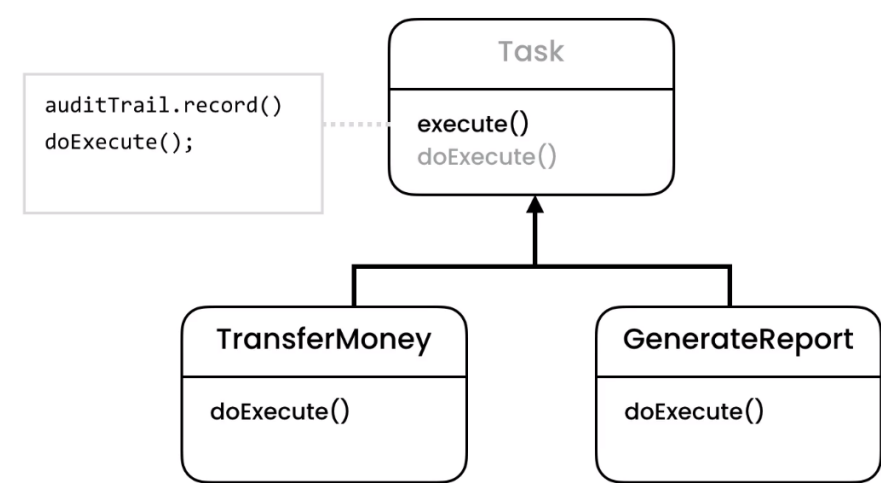 Task
auditTrail.record()
doExecute();
execute()
doExecute()
TransferMoney
doExecute()
GenerateReport
doExecute()